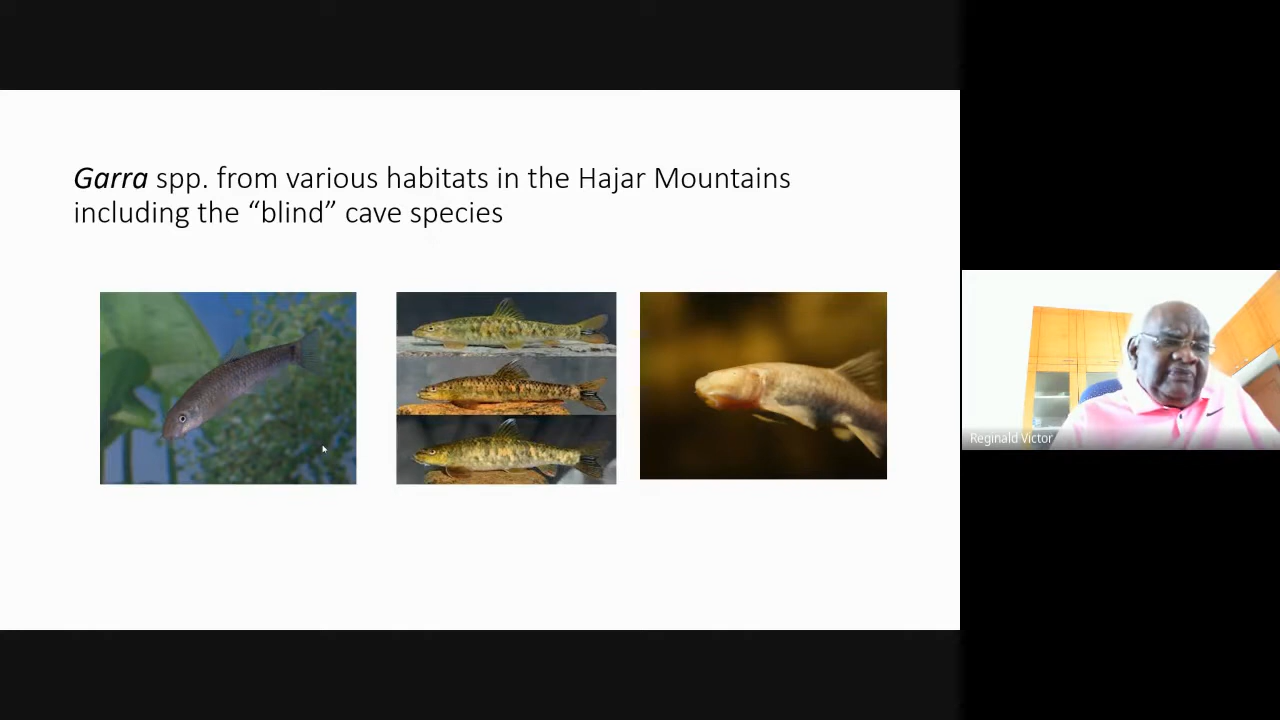 Garra spp. from various habitats in the Hajar Mountains
including the “blind” cave species
Reginald Victor